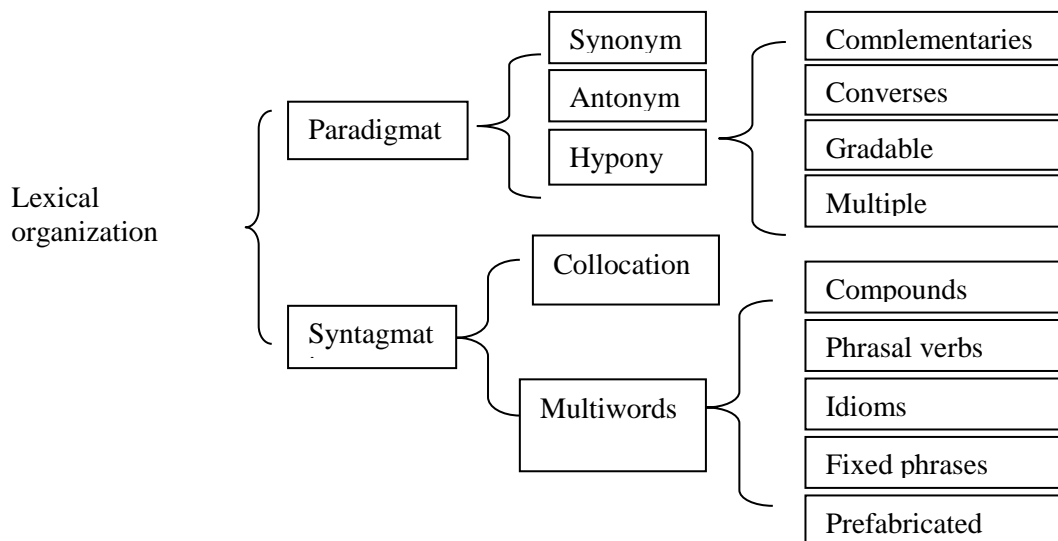 Lexical
organization
Paradigmat
Syntagmat
Synonym
Antonym
Hypony
Collocation
Multiwords
Complementaries
Converses
Gradable
Multiple
Compounds
Phrasal verbs
Idioms
Fixed phrases
Prefabricated